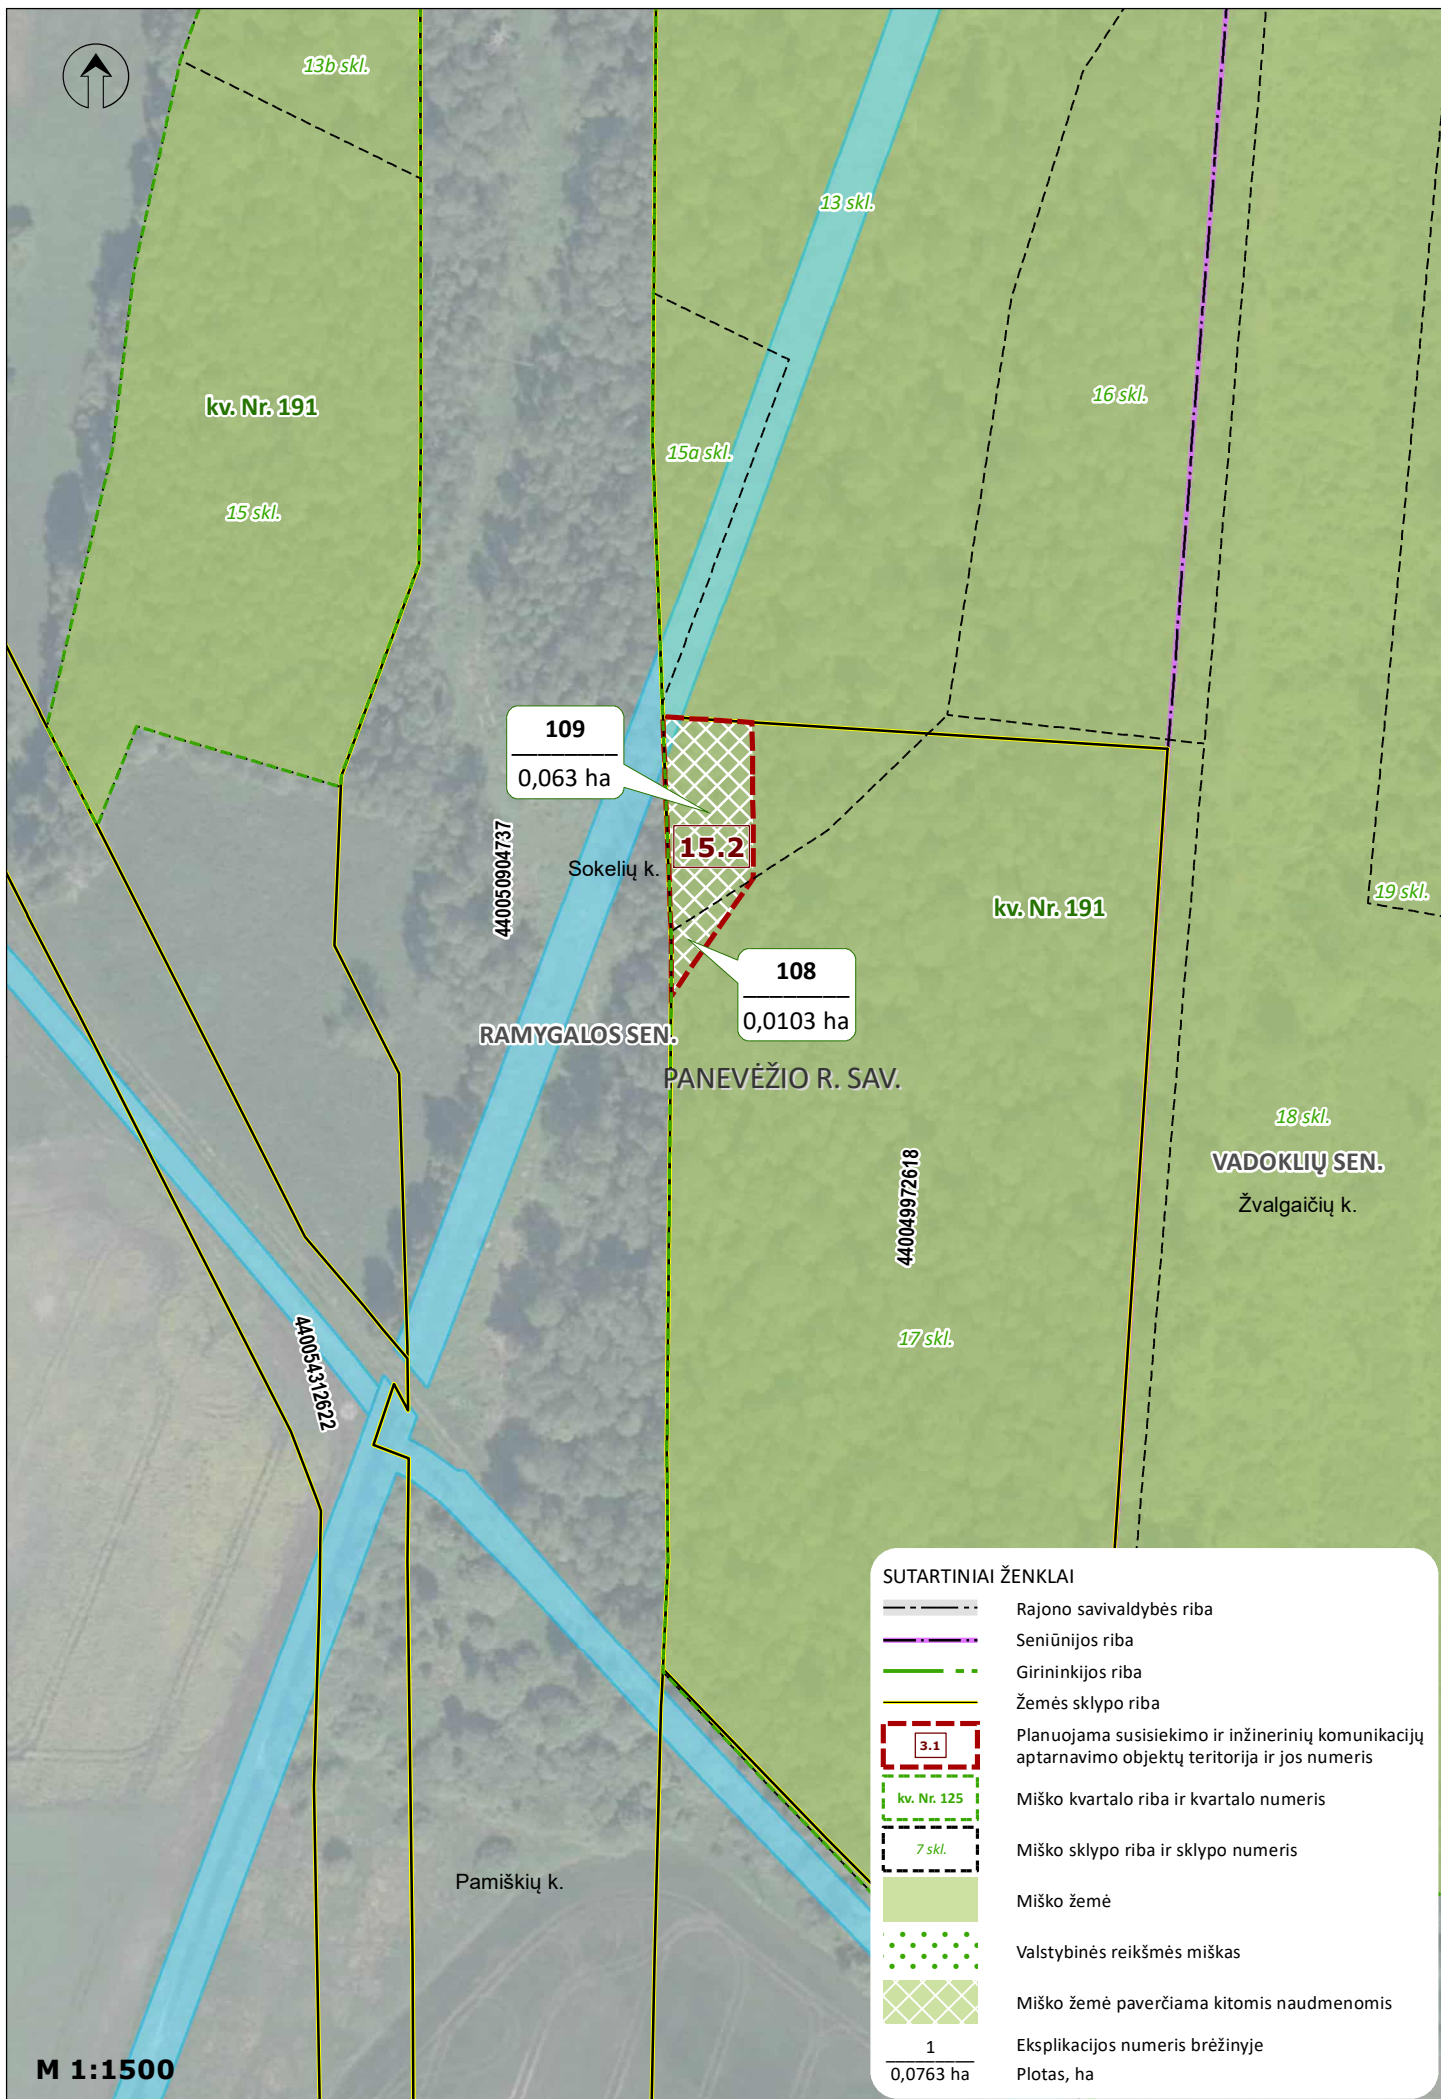 13b skl.
13 skl.
16 skl.
kv. Nr. 191
15a skl.
15 skl.
109
0,063 ha
440050904737
Sokelių k.
15.2
kv. Nr. 191
19 skl.
108
0,0103 ha
RAMYGALOS SEN.
PANEVĖŽIO R. SAV.
18 skl.
VADOKLIŲ SEN.
Žvalgaičių k.
440049972618
17 skl.
440054312622
Pamiškių k.
M 1:1500
SUTARTINIAI ŽENKLAI
Rajono savivaldybės riba
Seniūnijos riba
Girininkijos riba
Žemės sklypo riba
3.1
Planuojama susisiekimo ir inžinerinių komunikacijų
aptarnavimo objektų teritorija ir jos numeris
kv. Nr. 125
Miško kvartalo riba ir kvartalo numeris
7 skl.
Miško sklypo riba ir sklypo numeris
Miško žemė
Valstybinės reikšmės miškas
Miško žemė paverčiama kitomis naudmenomis
1
Eksplikacijos numeris brėžinyje
0,0763 ha
Plotas, ha